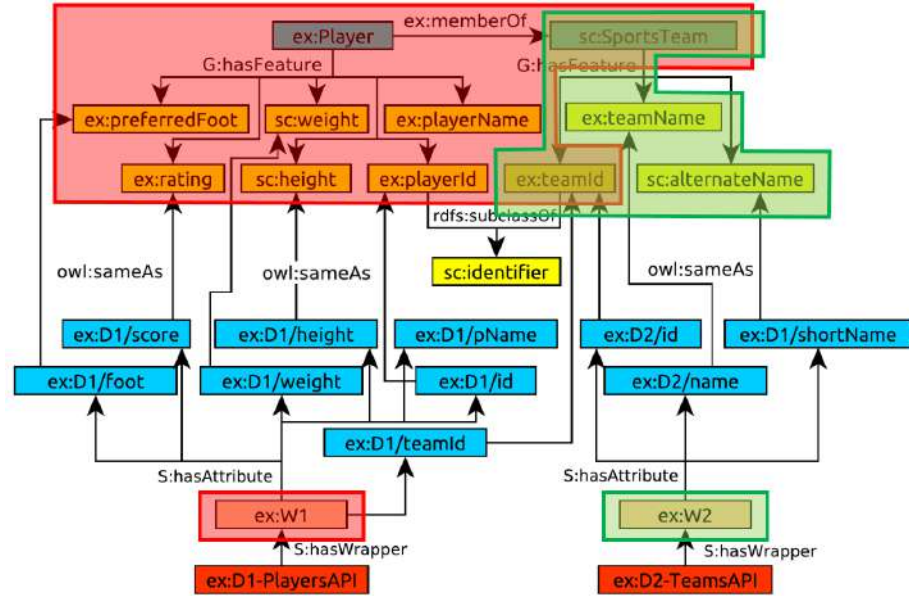 ex:memberOf
ex:Player
sc:SportsTeam
G:hasFeature
G:hasFeature
ex:preferredFoot
sc:weight
ex:playerName
ex:teamName
ex:rating
sc:height
ex:playerId
ex:teamId
sc:alternateName
rdfs:subclassOf
owl:sameAs
owl:sameAs
sc:identifier
owl:sameAs
ex:D1/score
ex:D1/height
ex:D1/pName
ex:D2/id
ex:D1/shortName
ex:D1/foot
ex:D1/weight
ex:D1/id
ex:D2/name
ex:D1/teamId
S:hasAttribute
S:hasAttribute
ex:W1
ex:W2
S:hasWrapper
S:hasWrapper
ex:D1-PlayersAPI
ex:D2-TeamsAPI